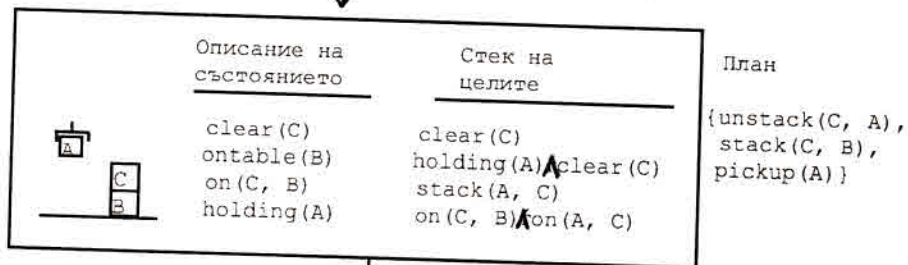 Описание на
състоянието
Стек на
целите
План
A
C
B
clear(C)
ontable(B)
on(C, B)
holding(A)
clear(C)
holding(A)∧clear(C)
stack(A, C)
on(C, B)∧on(A, C)
{unstack(C, A),
stack(C, B),
pickup(A)}